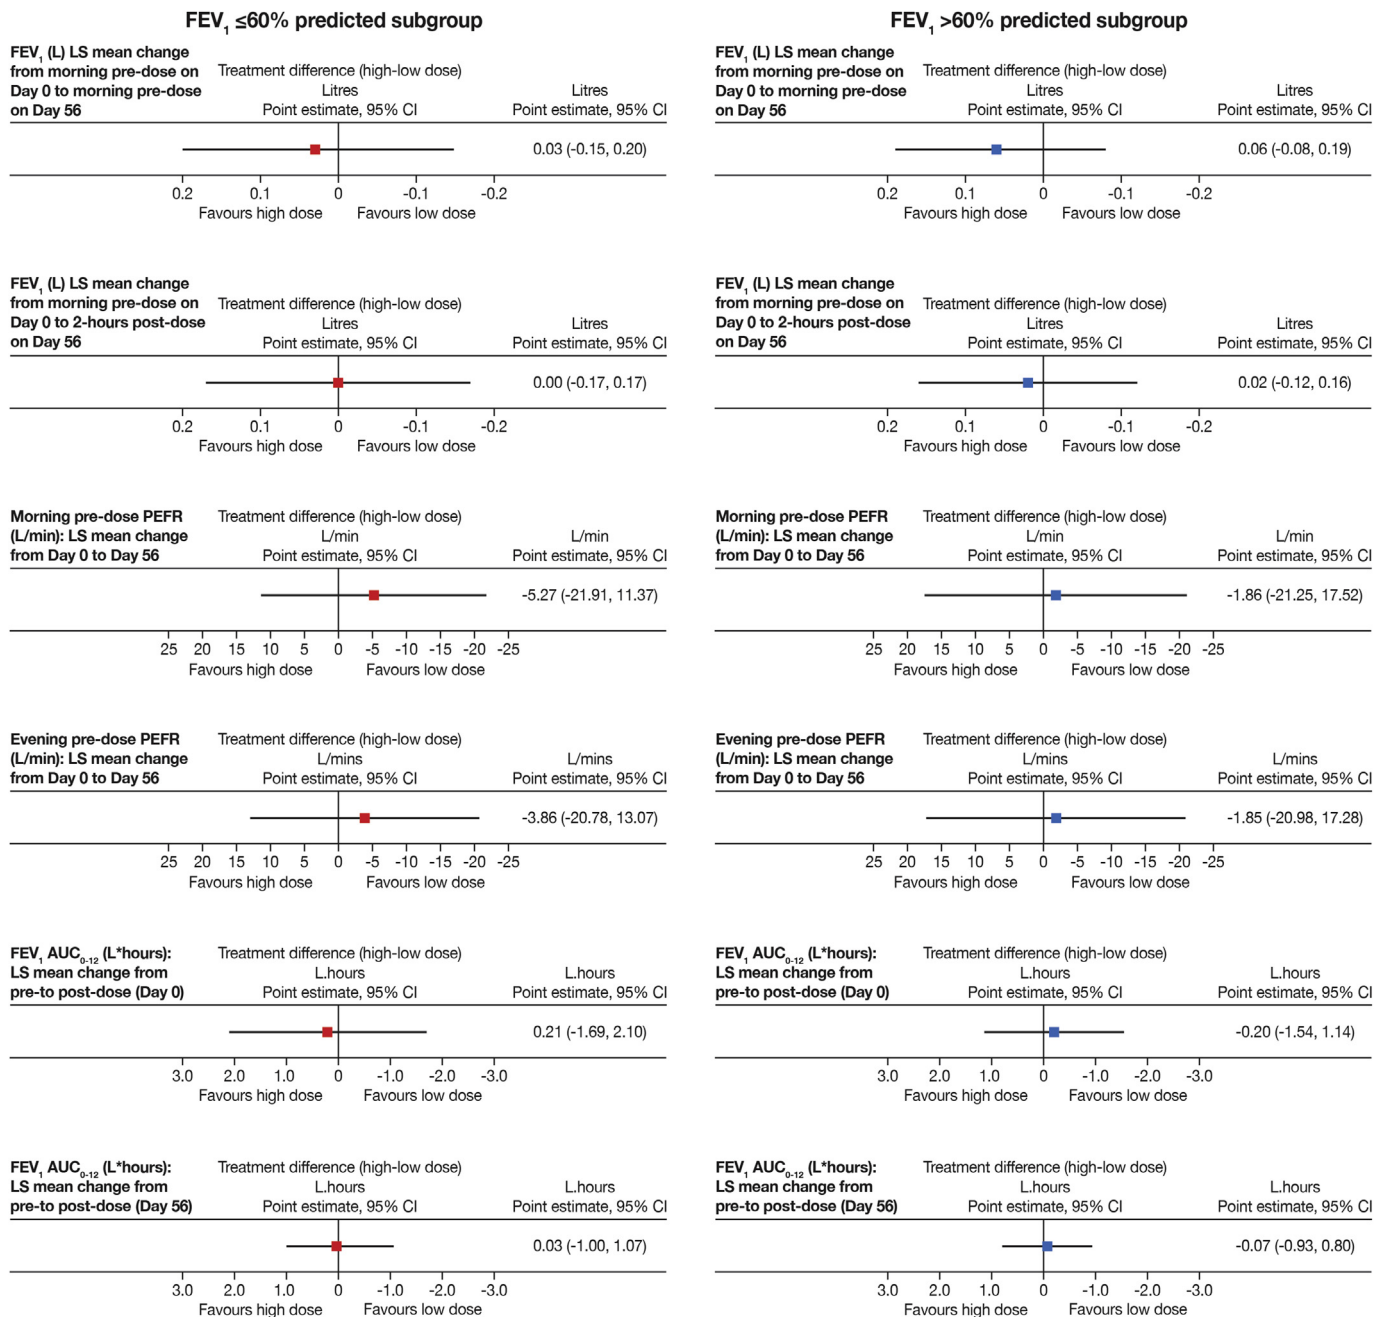 FEV₁ ≤60% predicted subgroup
FEV₁ (L) LS mean change
from morning pre-dose on
Day 0 to morning pre-dose
on Day 56
Treatment difference (high-low dose)
Litres
Point estimate, 95% CI
Litres
Point estimate, 95% CI
0.03 (-0.15, 0.20)
0.2 0.1 0 -0.1 -0.2
Favours high dose Favours low dose
FEV₁ (L) LS mean change
from morning pre-dose on
Day 0 to 2-hours post-dose
on Day 56
Treatment difference (high-low dose)
Litres
Point estimate, 95% CI
Litres
Point estimate, 95% CI
0.00 (-0.17, 0.17)
0.2 0.1 0 -0.1 -0.2
Favours high dose Favours low dose
Morning pre-dose PEFR
(L/min): LS mean change
from Day 0 to Day 56
Treatment difference (high-low dose)
L/min
Point estimate, 95% CI
L/min
Point estimate, 95% CI
-5.27 (-21.91, 11.37)
25 20 15 10 5 0 -5 -10 -15 -20 -25
Favours high dose Favours low dose
Evening pre-dose PEFR
(L/min): LS mean change
from Day 0 to Day 56
Treatment difference (high-low dose)
L/mins
Point estimate, 95% CI
L/mins
Point estimate, 95% CI
-3.86 (-20.78, 13.07)
25 20 15 10 5 0 -5 -10 -15 -20 -25
Favours high dose Favours low dose
FEV₁ AUC₀₋₁₂ (L*hours):
LS mean change from
pre-to post-dose (Day 0)
Treatment difference (high-low dose)
L.hours
Point estimate, 95% CI
L.hours
Point estimate, 95% CI
0.21 (-1.69, 2.10)
3.0 2.0 1.0 0 -1.0 -2.0 -3.0
Favours high dose Favours low dose
FEV₁ AUC₀₋₁₂ (L*hours):
LS mean change from
pre-to post-dose (Day 56)
Treatment difference (high-low dose)
L.hours
Point estimate, 95% CI
L.hours
Point estimate, 95% CI
0.03 (-1.00, 1.07)
3.0 2.0 1.0 0 -1.0 -2.0 -3.0
Favours high dose Favours low dose
FEV₁ >60% predicted subgroup
FEV₁ (L) LS mean change
from morning pre-dose on
Day 0 to morning pre-dose
on Day 56
Treatment difference (high-low dose)
Litres
Point estimate, 95% CI
Litres
Point estimate, 95% CI
0.06 (-0.08, 0.19)
0.2 0.1 0 -0.1 -0.2
Favours high dose Favours low dose
FEV₁ (L) LS mean change
from morning pre-dose on
Day 0 to 2-hours post-dose
on Day 56
Treatment difference (high-low dose)
Litres
Point estimate, 95% CI
Litres
Point estimate, 95% CI
0.02 (-0.12, 0.16)
0.2 0.1 0 -0.1 -0.2
Favours high dose Favours low dose
Morning pre-dose PEFR
(L/min): LS mean change
from Day 0 to Day 56
Treatment difference (high-low dose)
L/min
Point estimate, 95% CI
L/min
Point estimate, 95% CI
-1.86 (-21.25, 17.52)
25 20 15 10 5 0 -5 -10 -15 -20 -25
Favours high dose Favours low dose
Evening pre-dose PEFR
(L/min): LS mean change
from Day 0 to Day 56
Treatment difference (high-low dose)
L/mins
Point estimate, 95% CI
L/mins
Point estimate, 95% CI
-1.85 (-20.98, 17.28)
25 20 15 10 5 0 -5 -10 -15 -20 -25
Favours high dose Favours low dose
FEV₁ AUC₀₋₁₂ (L*hours):
LS mean change from
pre-to post-dose (Day 0)
Treatment difference (high-low dose)
L.hours
Point estimate, 95% CI
L.hours
Point estimate, 95% CI
-0.20 (-1.54, 1.14)
3.0 2.0 1.0 0 -1.0 -2.0 -3.0
Favours high dose Favours low dose
FEV₁ AUC₀₋₁₂ (L*hours):
LS mean change from
pre-to post-dose (Day 56)
Treatment difference (high-low dose)
L.hours
Point estimate, 95% CI
L.hours
Point estimate, 95% CI
-0.07 (-0.93, 0.80)
3.0 2.0 1.0 0 -1.0 -2.0 -3.0
Favours high dose Favours low dose